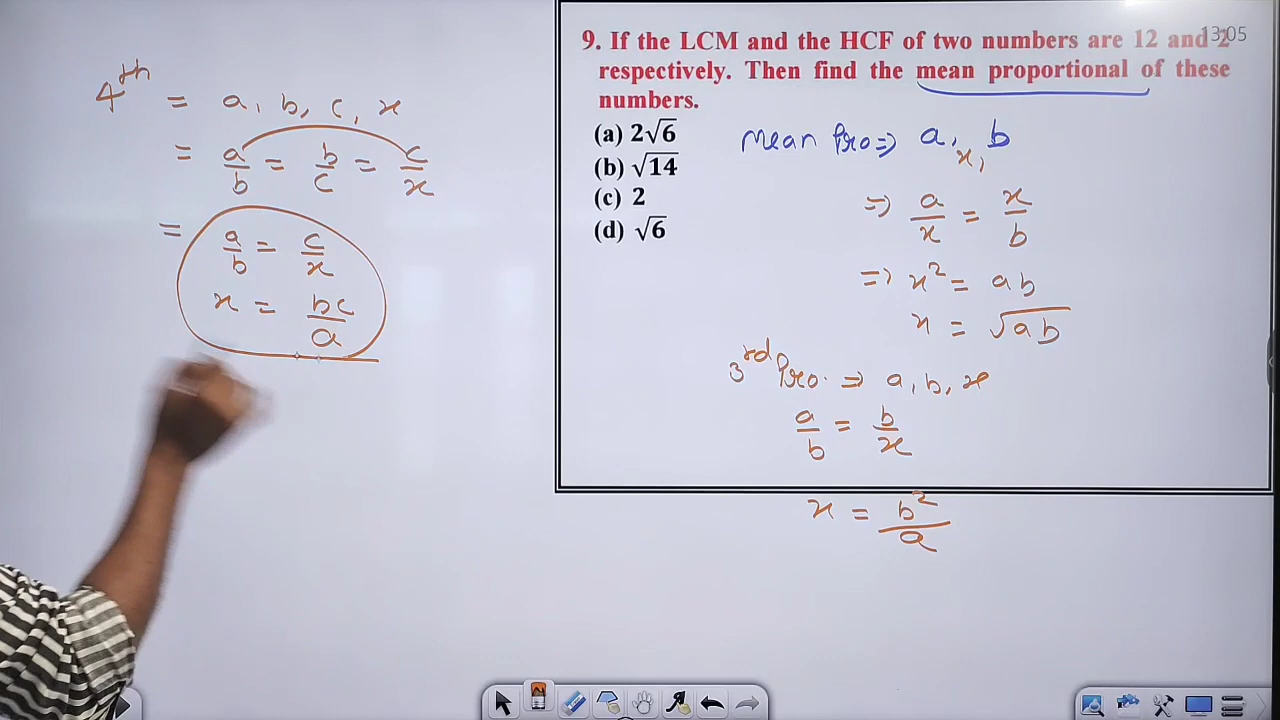 4th = a, b, c, x
= a/b = b/c = c/x
= a/b = c/x
x = bc/a
13:05
9. If the LCM and the HCF of two numbers are 12 and 2
respectively. Then find the mean proportional of these
numbers.
(a) 2√6
(b) √14
(c) 2
(d) √6
Mean Pro ⇒ a, x, b
⇒ a/x = x/b
⇒ x² = ab
x = √ab
3rd Pro. ⇒ a, b, x
a/b = b/x
x = b²/a